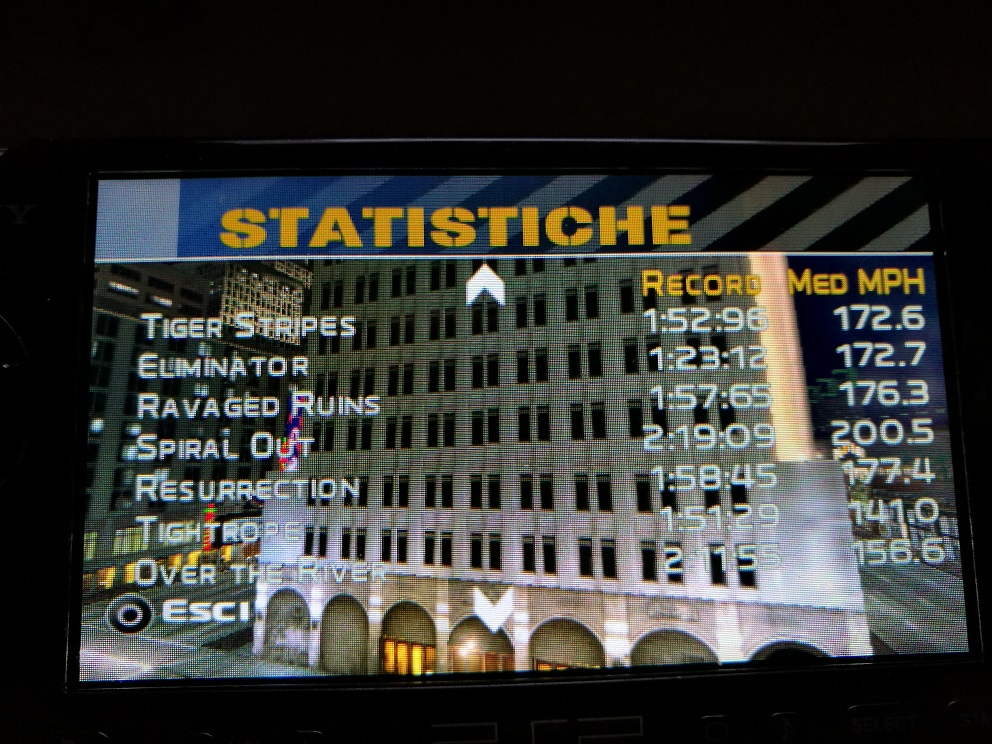 STATISTICHE
RECORD MED MPH
TIGER STRIPES 1:52:96 172.6
ELIMINATOR 1:23:12 172.7
RAVAGED RUINS 1:57:65 176.3
SPIRAL OUT 2:19:09 200.5
RESURRECTION 1:58:45 177.4
TIGHTROPE 1:51:29 141.0
OVER THE RIVER 2:11:55 156.6
ESCI
SELECT